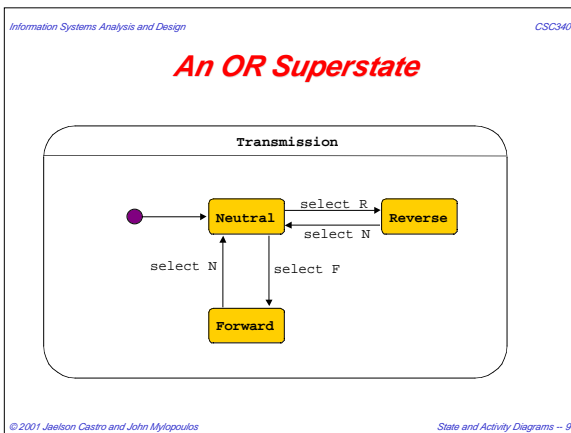 Information Systems Analysis and Design CSC340
An OR Superstate
Transmission
select R
Neutral Reverse
select N
select N select F
Forward
© 2001 Jaelson Castro and John Mylopoulos State and Activity Diagrams -- 9